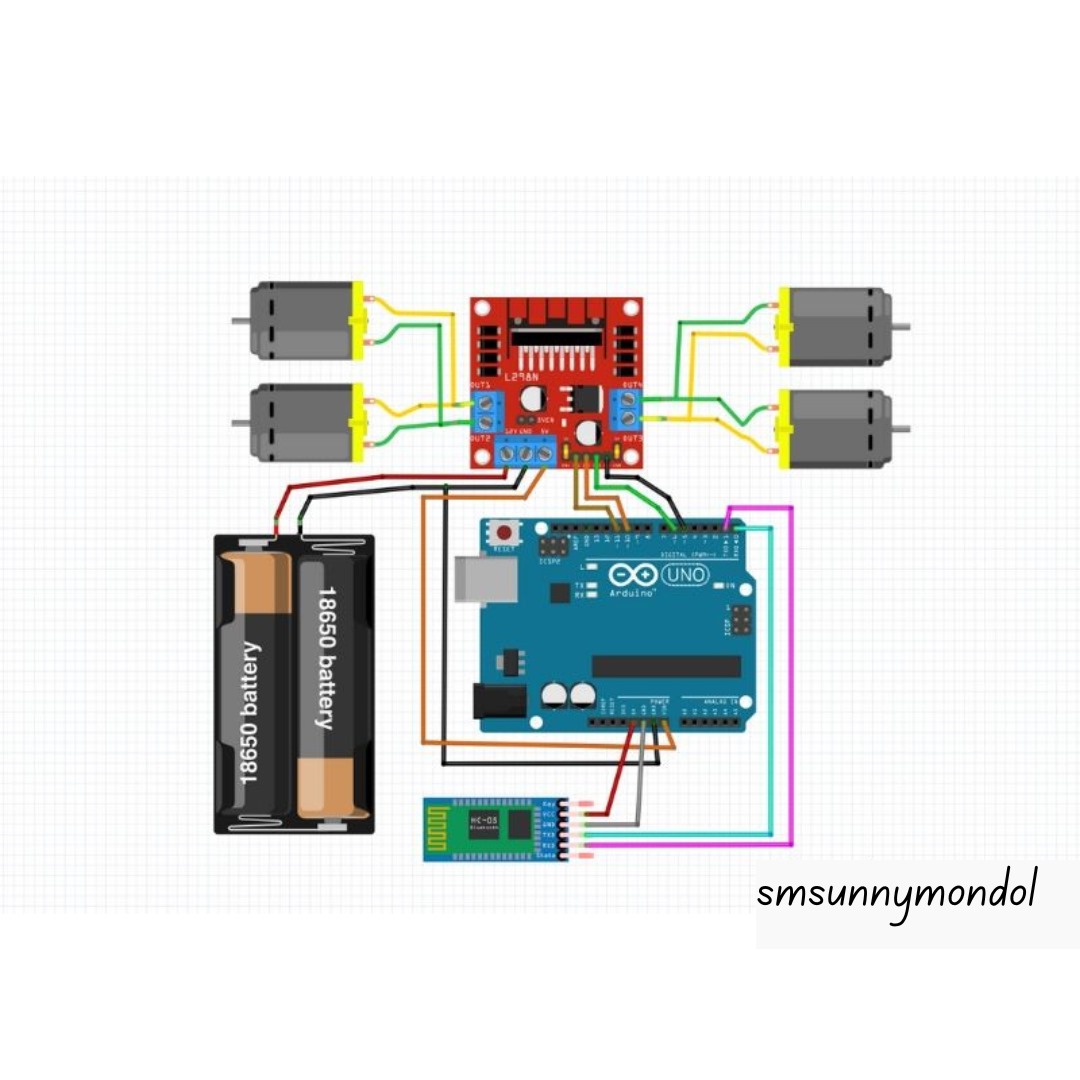 OUT1
L298N
OUT4
OUT2
OUT3
12V GND 5V
RESET
ICSP2
DIGITAL (PWM~)
L
TX
RX
UNO
ON
Arduino
ICSP
POWER
ANALOG IN
18650 battery
18650 battery
HC-05
Bluetooth
Key
VCC
GND
TXD
RXD
State
smsunnymondol